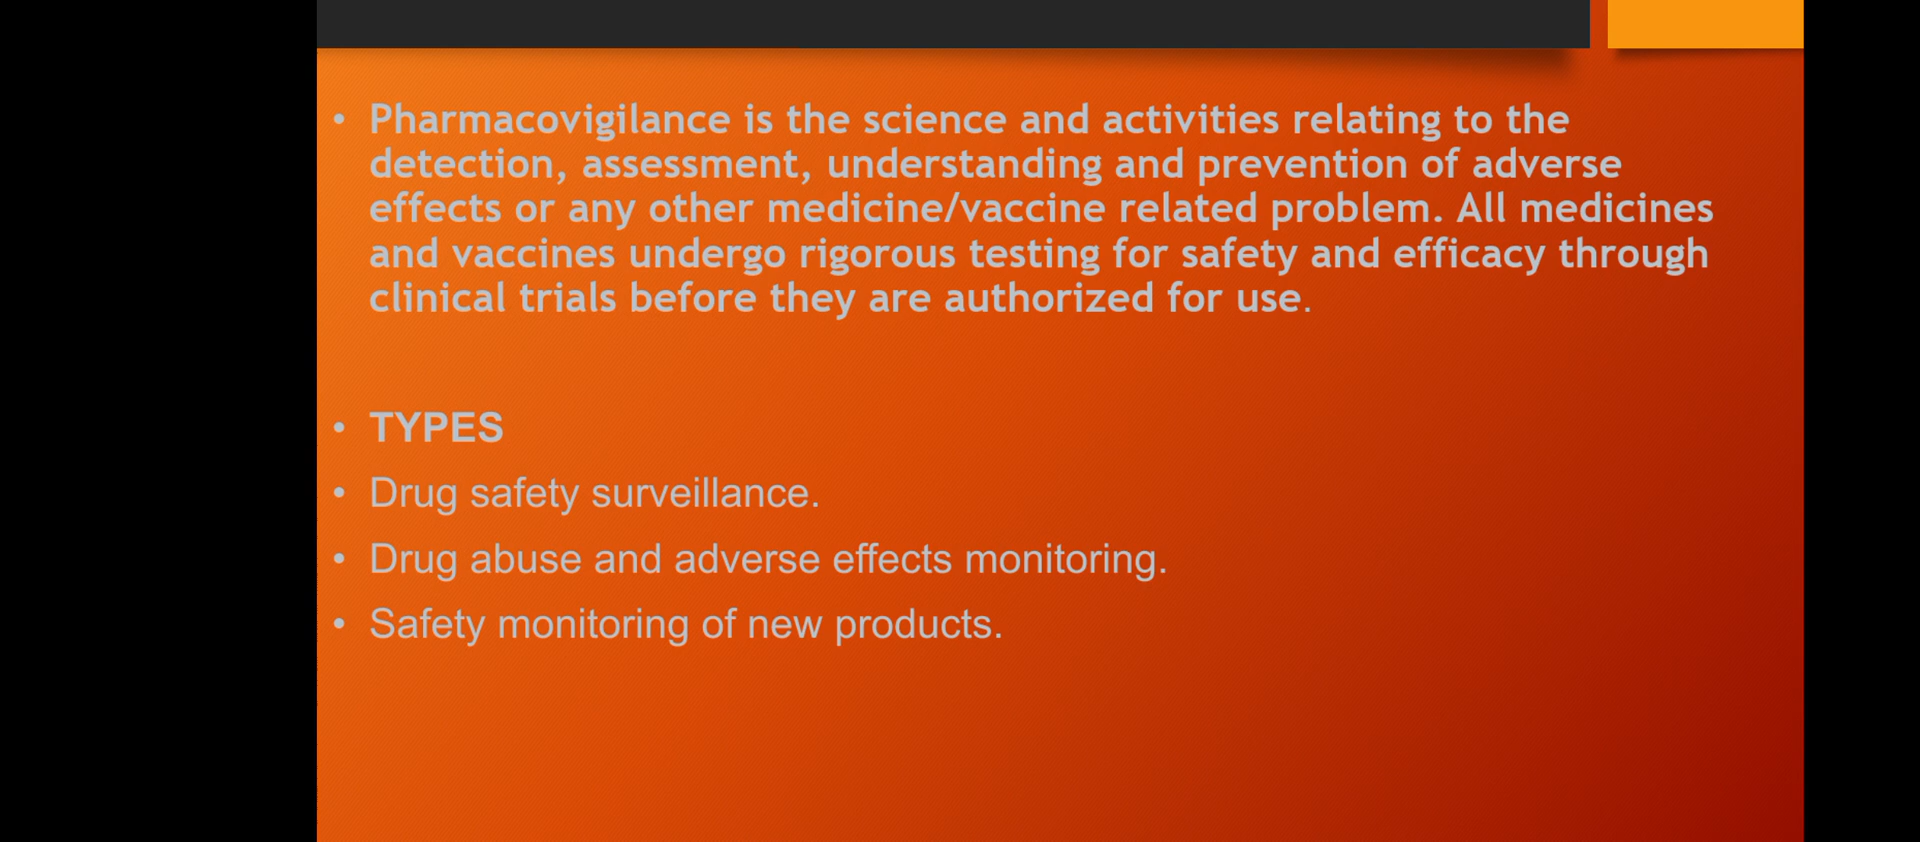 • Pharmacovigilance is the science and activities relating to the
detection, assessment, understanding and prevention of adverse
effects or any other medicine/vaccine related problem. All medicines
and vaccines undergo rigorous testing for safety and efficacy through
clinical trials before they are authorized for use.
• TYPES
• Drug safety surveillance.
• Drug abuse and adverse effects monitoring.
• Safety monitoring of new products.